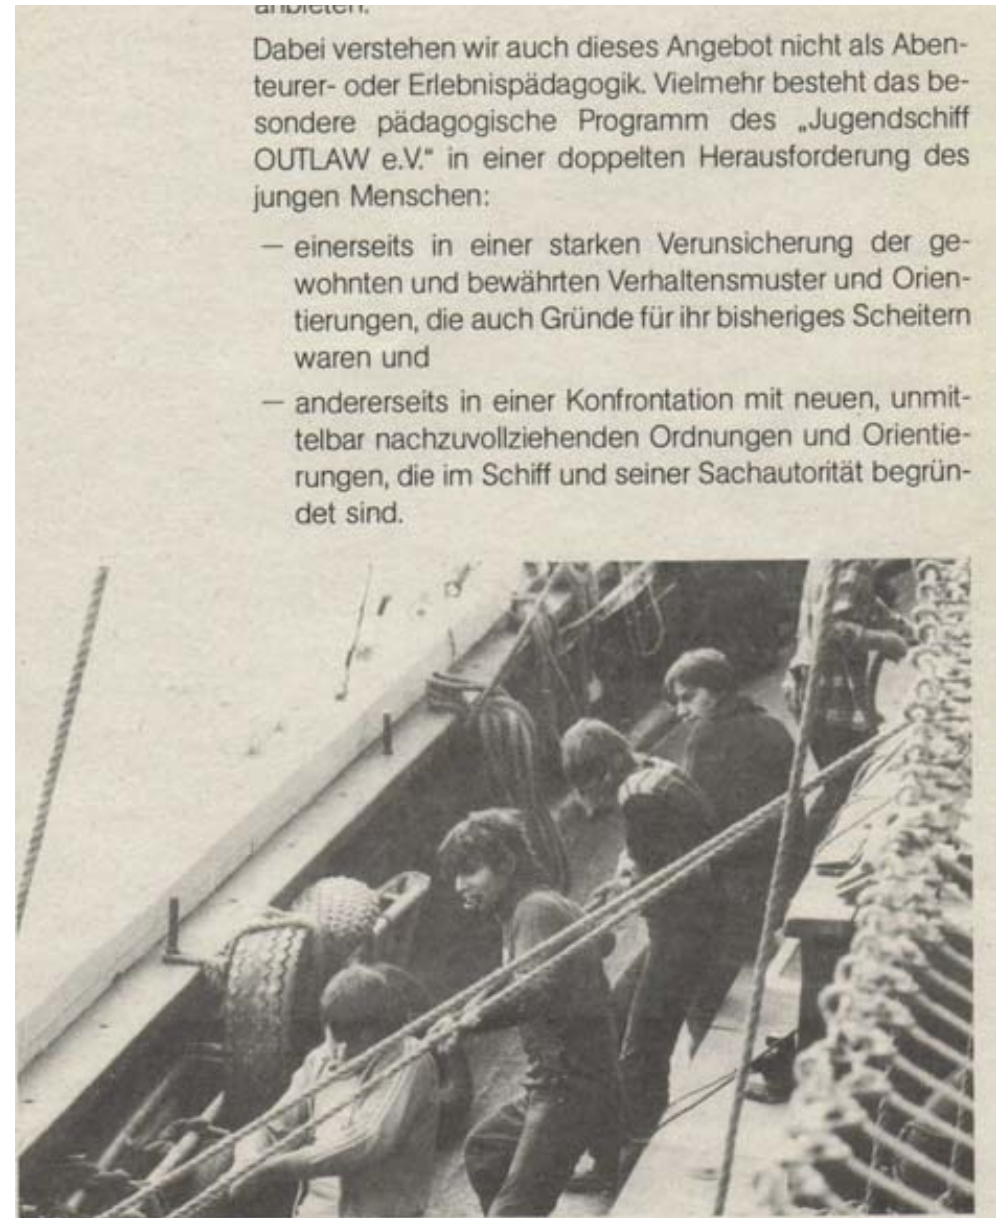 anbieten.
Dabei verstehen wir auch dieses Angebot nicht als Aben-
teurer- oder Erlebnispädagogik. Vielmehr besteht das be-
sondere pädagogische Programm des „Jugendschiff
OUTLAW e.V.“ in einer doppelten Herausforderung des
jungen Menschen:
— einerseits in einer starken Verunsicherung der ge-
wohnten und bewährten Verhaltensmuster und Orien-
tierungen, die auch Gründe für ihr bisheriges Scheitern
waren und
— andererseits in einer Konfrontation mit neuen, unmit-
telbar nachzuvollziehenden Ordnungen und Orientie-
rungen, die im Schiff und seiner Sachautorität begrün-
det sind.